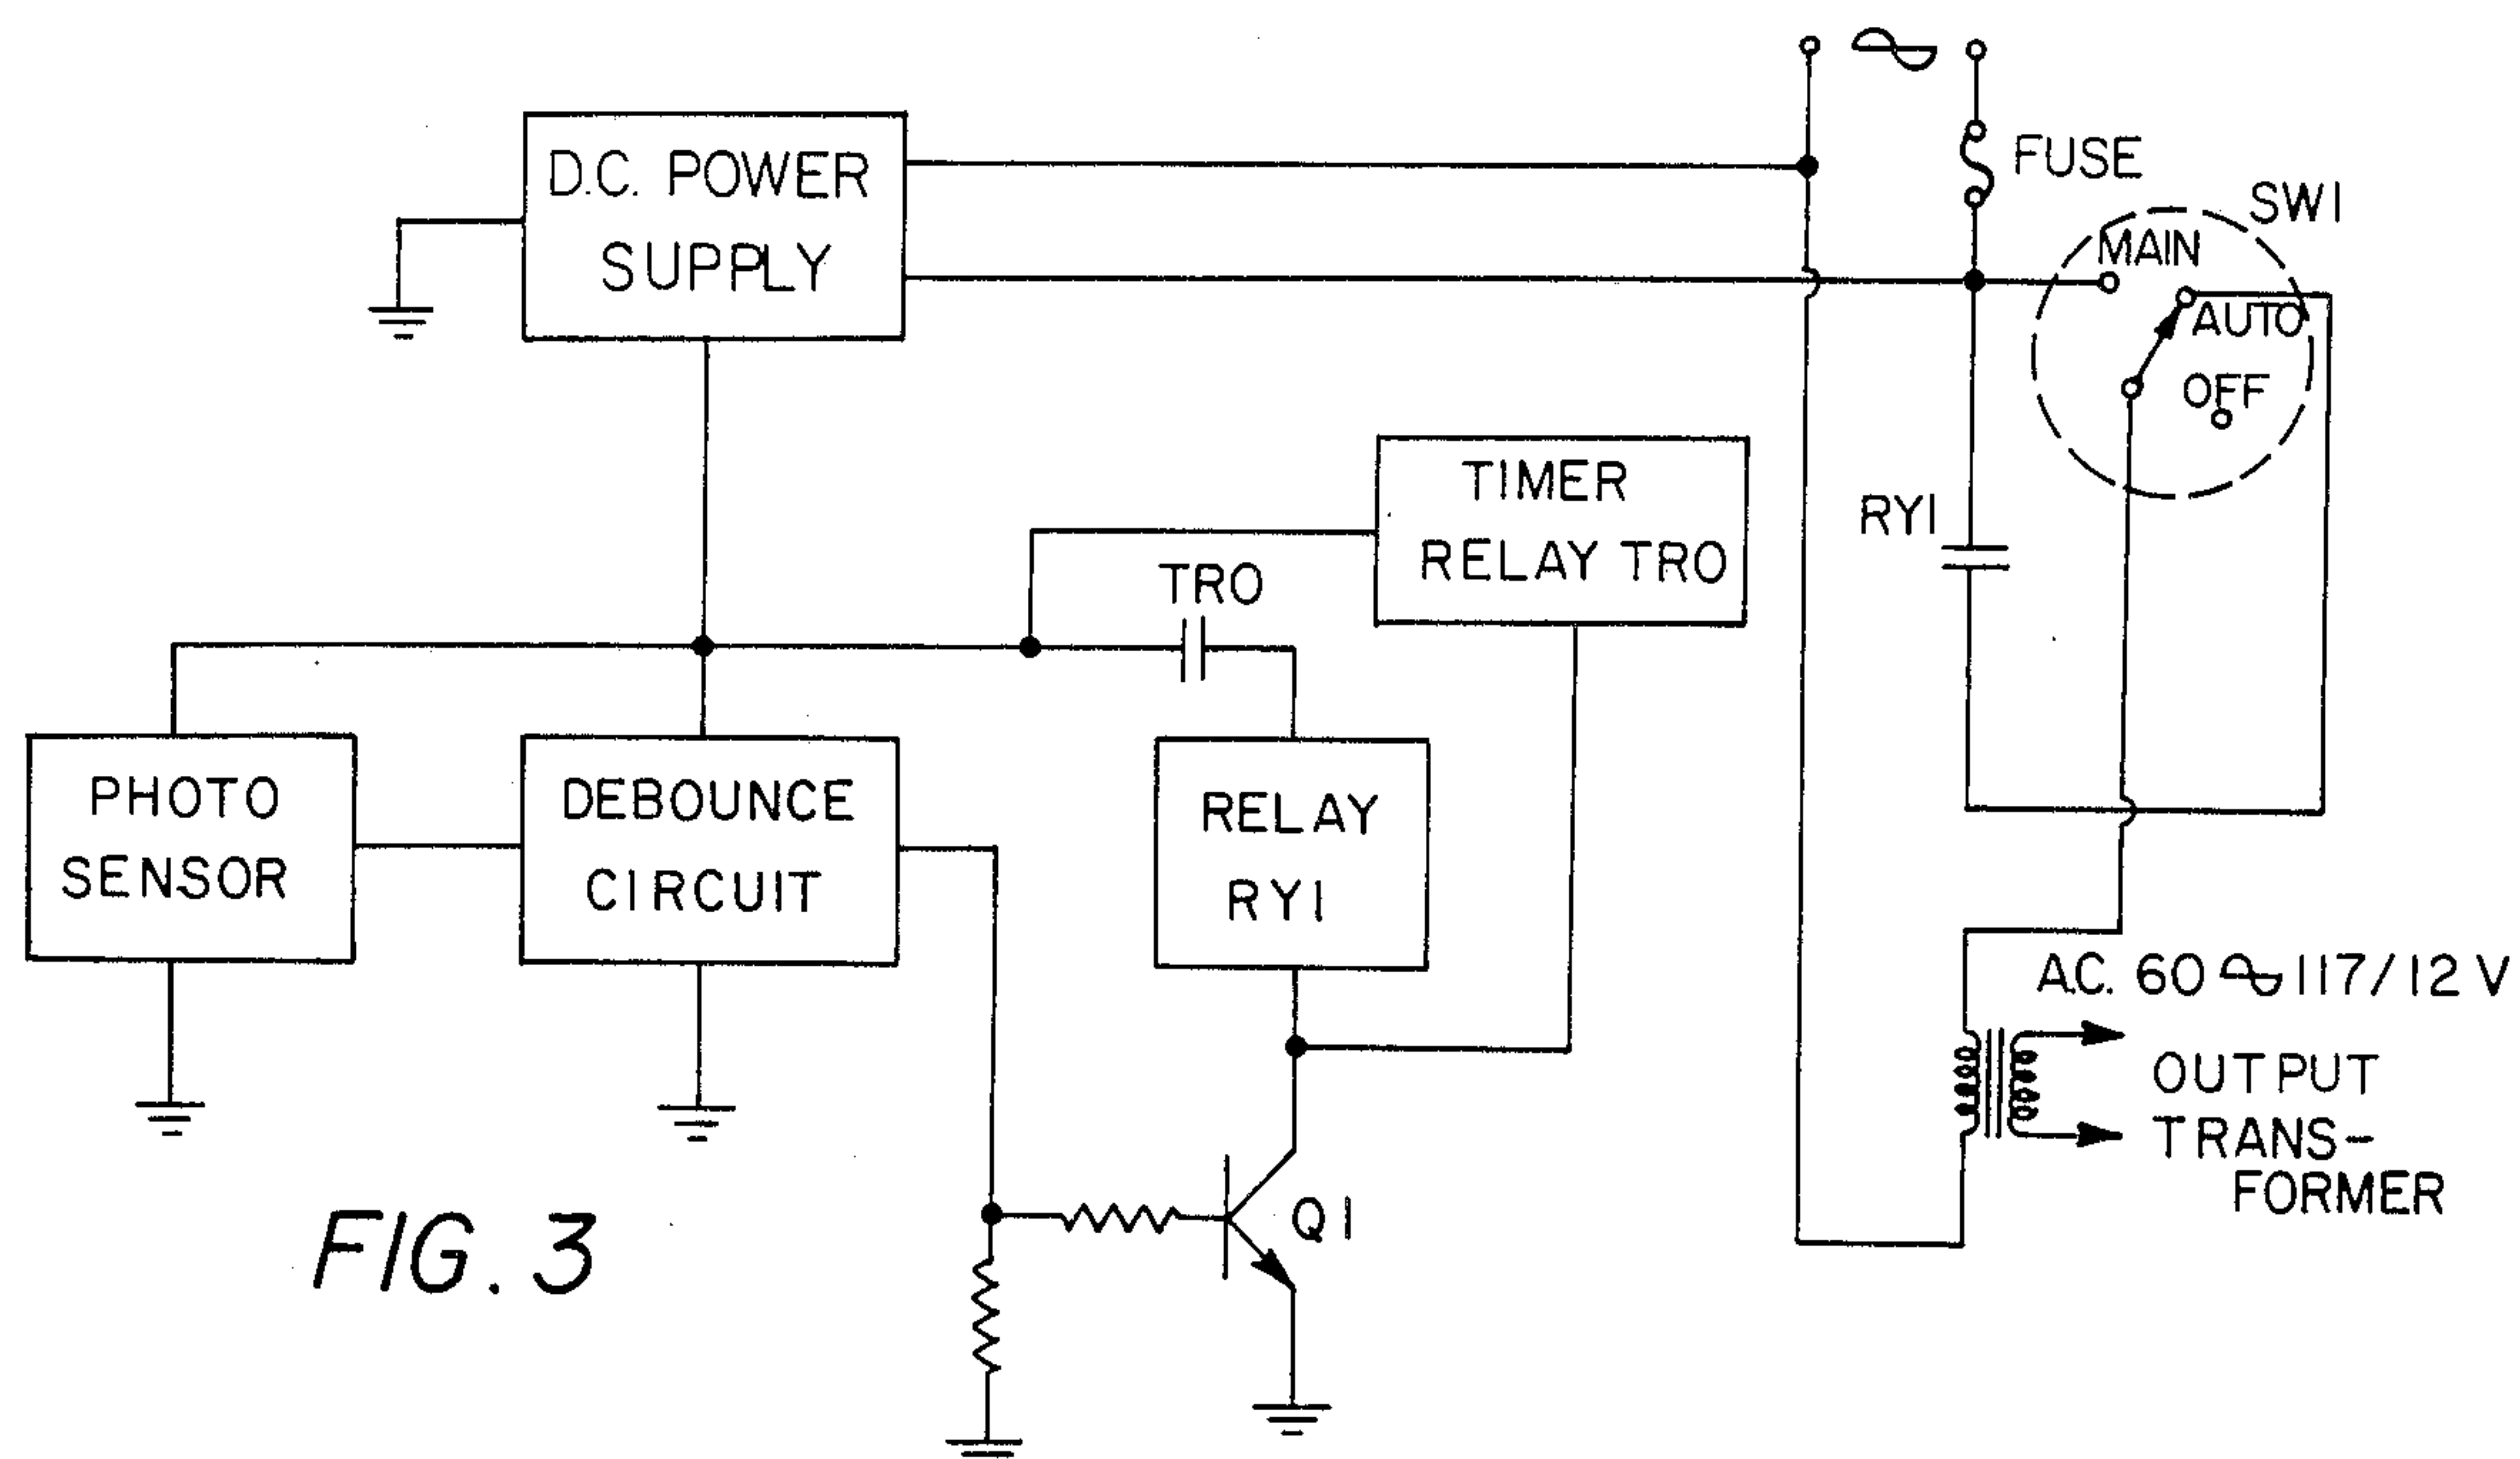 D.C. POWER
SUPPLY
FUSE
SW1
MAIN
AUTO
OFF
TIMER
RELAY TRO
RY1
TRO
PHOTO
SENSOR
DEBOUNCE
CIRCUIT
RELAY
RY1
A.C. 60 117/12 V
OUTPUT
TRANS-
FORMER
Q1
FIG. 3